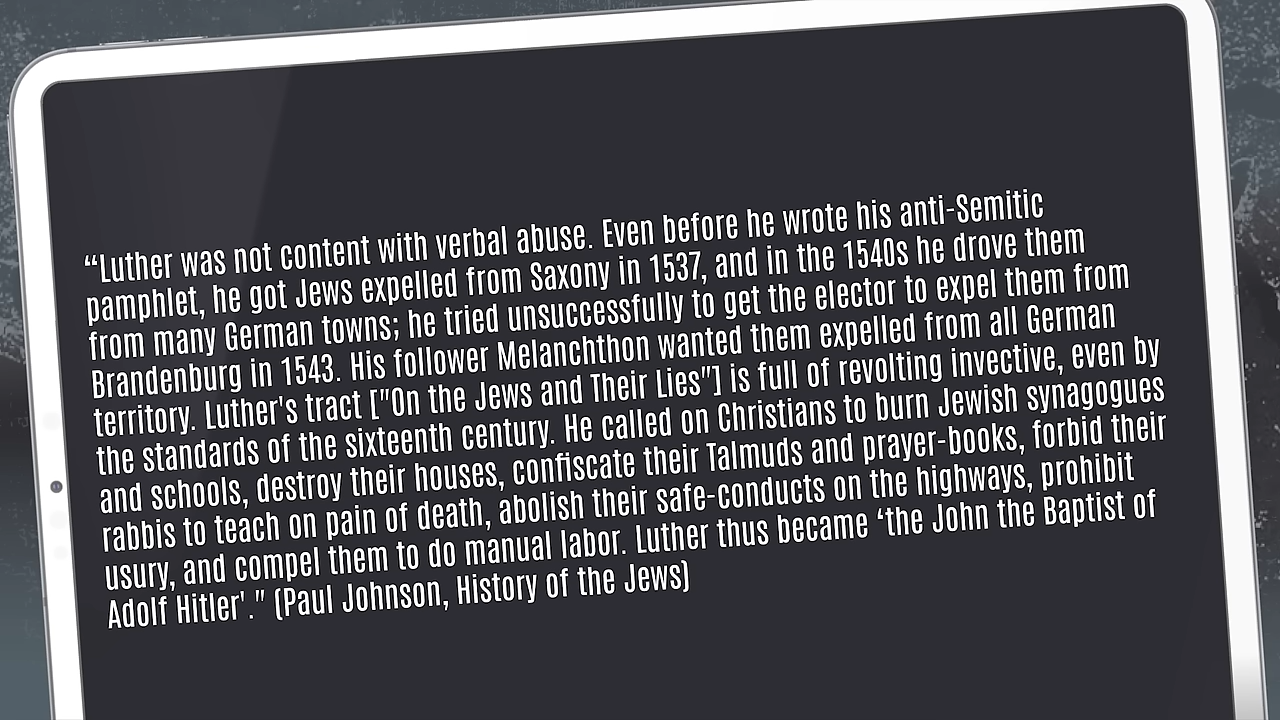 “Luther was not content with verbal abuse. Even before he wrote his anti-Semitic
pamphlet, he got Jews expelled from Saxony in 1537, and in the 1540s he drove them
from many German towns; he tried unsuccessfully to get the elector to expel them from
Brandenburg in 1543. His follower Melanchthon wanted them expelled from all German
territory. Luther's tract ["On the Jews and Their Lies"] is full of revolting invective, even by
the standards of the sixteenth century. He called on Christians to burn Jewish synagogues
and schools, destroy their houses, confiscate their Talmuds and prayer-books, forbid their
rabbis to teach on pain of death, abolish their safe-conducts on the highways, prohibit
usury, and compel them to do manual labor. Luther thus became ‘the John the Baptist of
Adolf Hitler'." (Paul Johnson, History of the Jews)